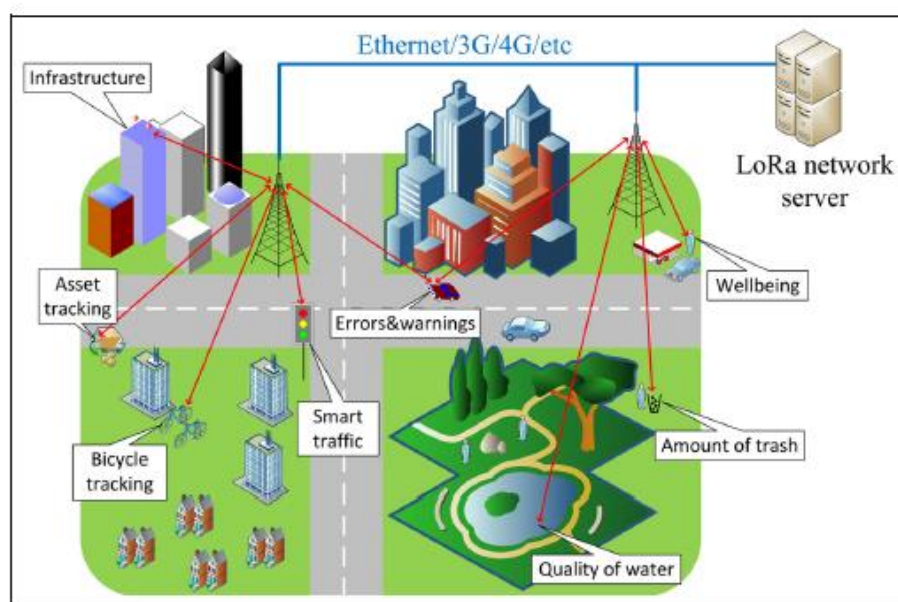 Ethernet/3G/4G/etc
Infrastructure
LoRa network
server
Asset
tracking
Wellbeing
Errors&warnings
Smart
traffic
Amount of trash
Bicycle
tracking
Quality of water